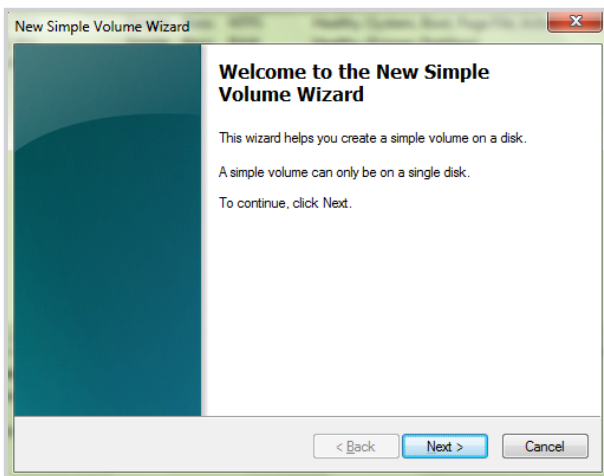 New Simple Volume Wizard
Welcome to the New Simple
Volume Wizard
This wizard helps you create a simple volume on a disk.
A simple volume can only be on a single disk.
To continue, click Next.
< Back Next > Cancel